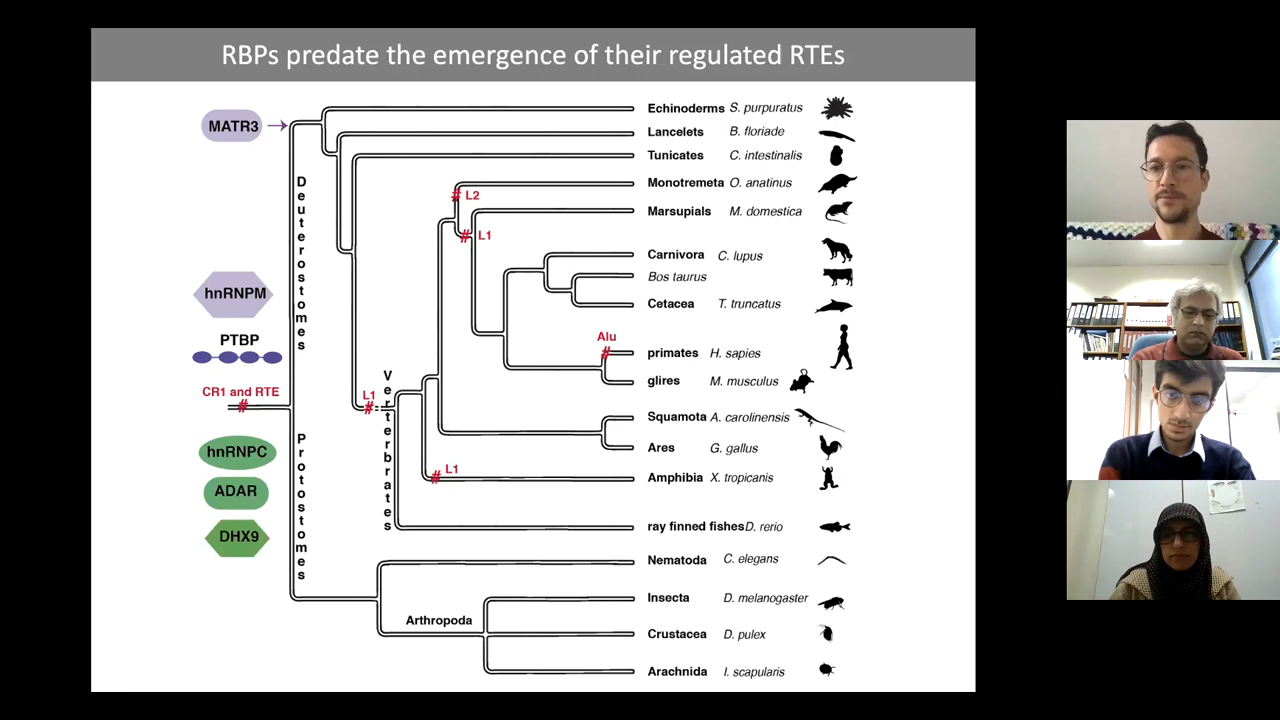 RBPs predate the emergence of their regulated RTEs
MATR3
Deuterostomes
hnRNPM
PTBP
CR1 and RTE
hnRNPC
ADAR
DHX9
Protostomes
Vertebrates
L2
L1
Alu
L1
L1
Arthropoda
Echinoderms S. purpuratus
Lancelets B. floriade
Tunicates C. intestinalis
Monotremeta O. anatinus
Marsupials M. domestica
Carnivora C. lupus
Bos taurus
Cetacea T. truncatus
primates H. sapies
glires M. musculus
Squamota A. carolinensis
Ares G. gallus
Amphibia X. tropicanis
ray finned fishes D. rerio
Nematoda C. elegans
Insecta D. melanogaster
Crustacea D. pulex
Arachnida I. scapularis